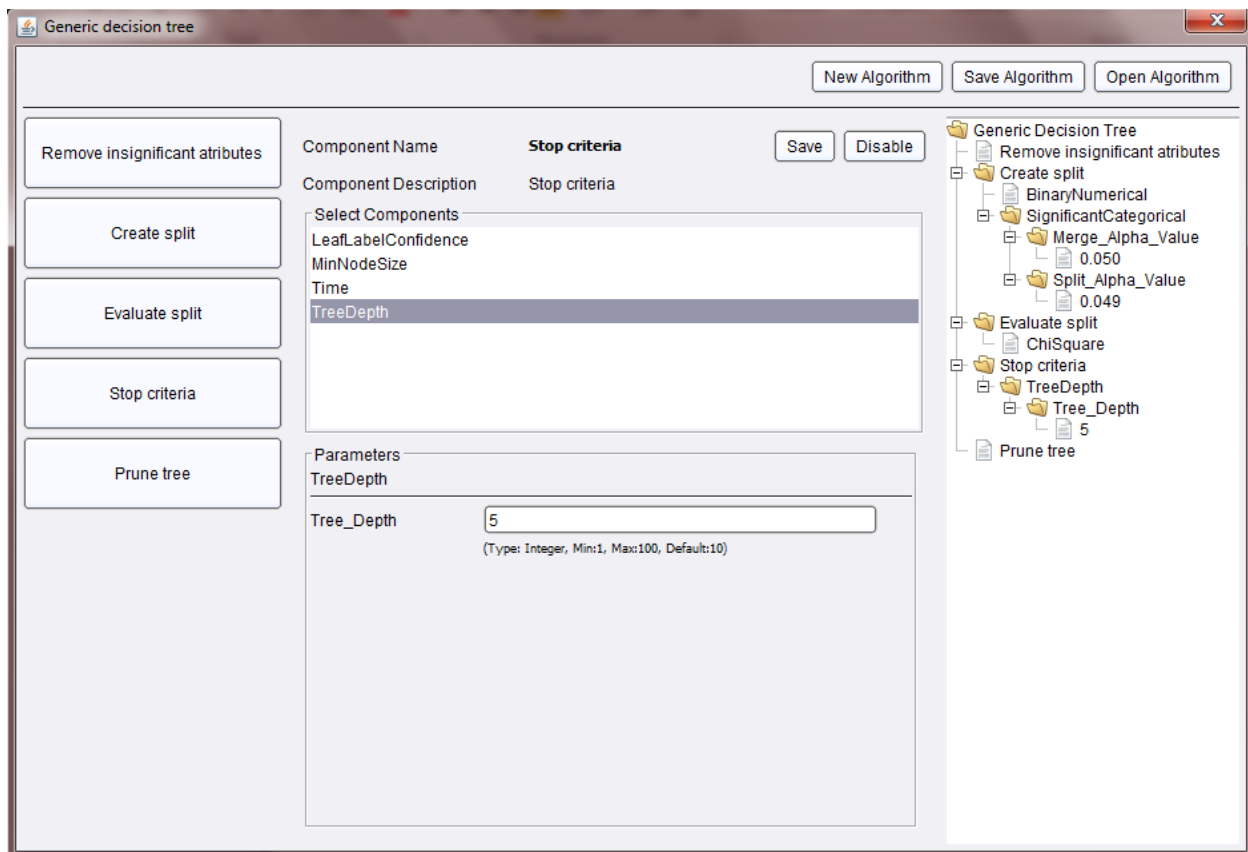 Generic decision tree
X
New Algorithm
Save Algorithm
Open Algorithm
Remove insignificant atributes
Create split
Evaluate split
Stop criteria
Prune tree
Component Name
Stop criteria
Save
Disable
Component Description
Stop criteria
Select Components
LeafLabelConfidence
MinNodeSize
Time
TreeDepth
Parameters
TreeDepth
Tree_Depth
5
(Type: Integer, Min:1, Max:100, Default:10)
Generic Decision Tree
Remove insignificant atributes
Create split
BinaryNumerical
SignificantCategorical
Merge_Alpha_Value
0.050
Split_Alpha_Value
0.049
Evaluate split
ChiSquare
Stop criteria
TreeDepth
Tree_Depth
5
Prune tree